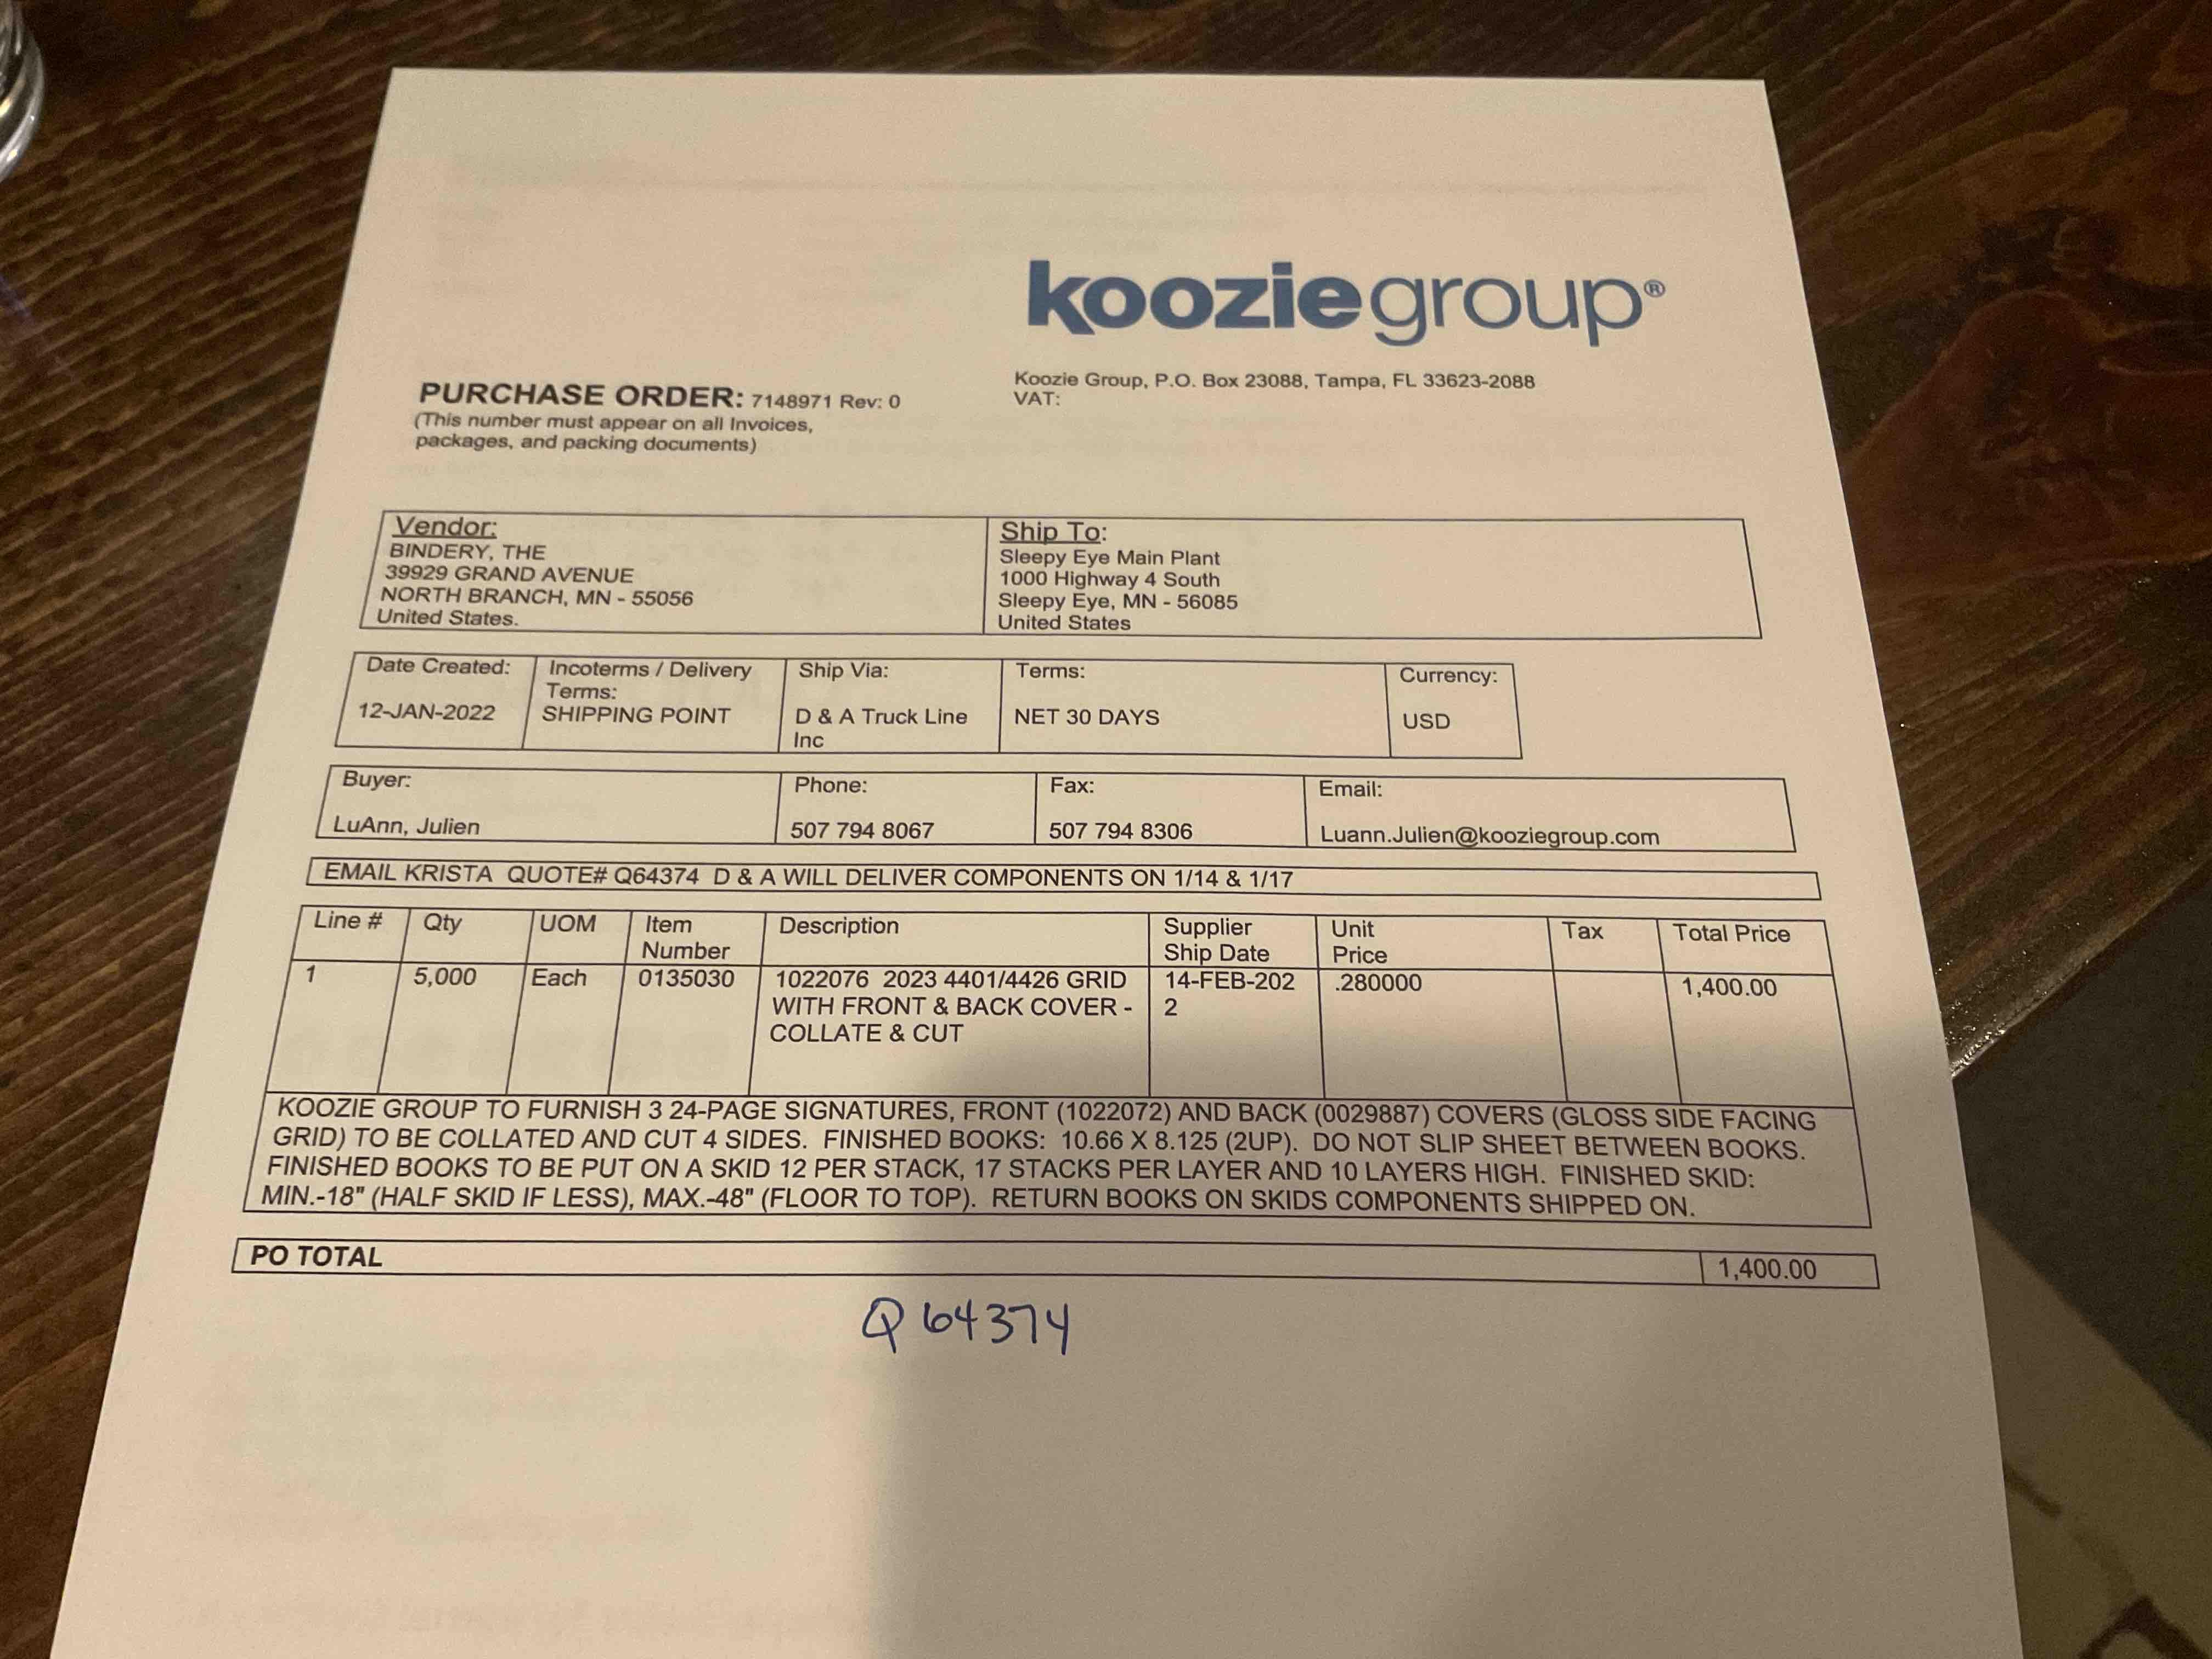 kooziegroup®
Koozie Group, P.O. Box 23088, Tampa, FL 33623-2088
VAT:
PURCHASE ORDER: 7148971 Rev: 0
(This number must appear on all Invoices,
packages, and packing documents)
Vendor:
BINDERY, THE
39929 GRAND AVENUE
NORTH BRANCH, MN - 55056
United States.
Ship To:
Sleepy Eye Main Plant
1000 Highway 4 South
Sleepy Eye, MN - 56085
United States
Date Created:
12-JAN-2022
Incoterms / Delivery
Terms:
SHIPPING POINT
Ship Via:
D & A Truck Line
Inc
Terms:
NET 30 DAYS
Currency:
USD
Buyer:
LuAnn, Julien
Phone:
507 794 8067
Fax:
507 794 8306
Email:
Luann.Julien@kooziegroup.com
EMAIL KRISTA QUOTE# Q64374 D & A WILL DELIVER COMPONENTS ON 1/14 & 1/17
Line #
Qty
UOM
Item
Number
Description
Supplier
Ship Date
Unit
Price
Tax
Total Price
1
5,000
Each
0135030
1022076 2023 4401/4426 GRID
WITH FRONT & BACK COVER -
COLLATE & CUT
14-FEB-202
2
.280000
1,400.00
KOOZIE GROUP TO FURNISH 3 24-PAGE SIGNATURES, FRONT (1022072) AND BACK (0029887) COVERS (GLOSS SIDE FACING
GRID) TO BE COLLATED AND CUT 4 SIDES. FINISHED BOOKS: 10.66 X 8.125 (2UP). DO NOT SLIP SHEET BETWEEN BOOKS.
FINISHED BOOKS TO BE PUT ON A SKID 12 PER STACK, 17 STACKS PER LAYER AND 10 LAYERS HIGH. FINISHED SKID:
MIN.-18" (HALF SKID IF LESS), MAX.-48" (FLOOR TO TOP). RETURN BOOKS ON SKIDS COMPONENTS SHIPPED ON.
PO TOTAL
1,400.00
Q64374